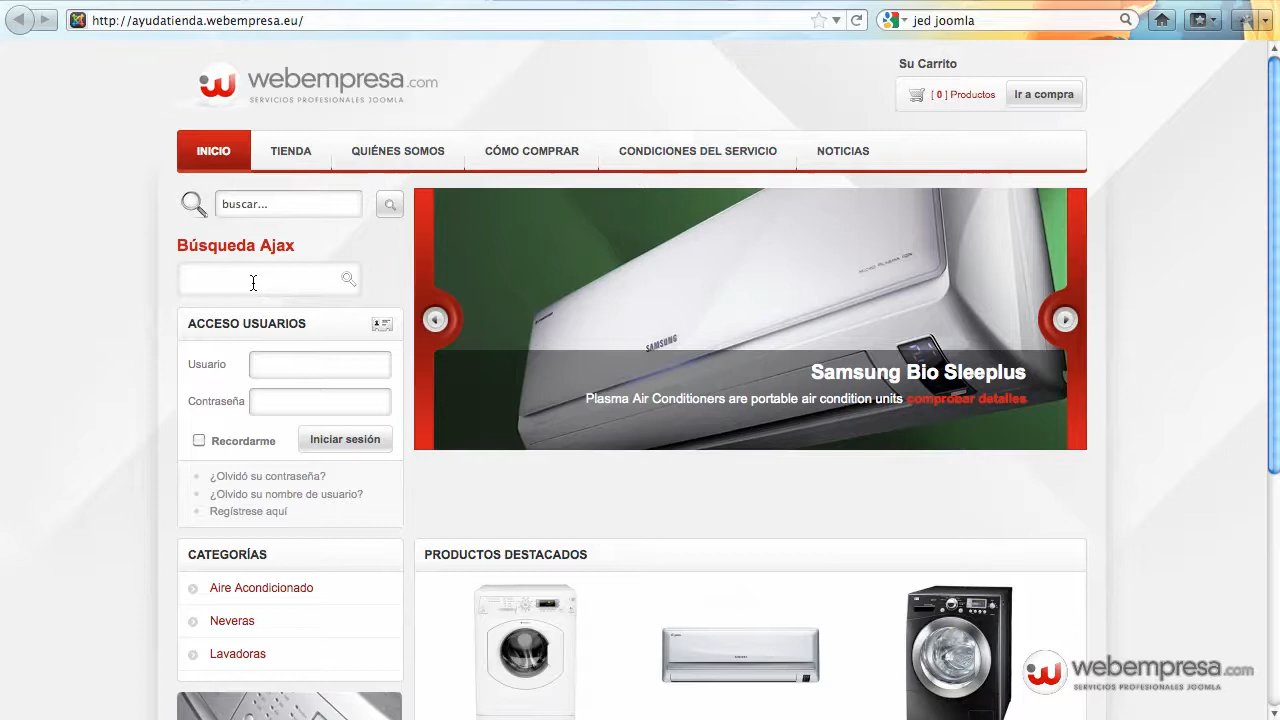 http://ayudatienda.webempresa.eu/
jed joomla
webempresa.com
SERVICIOS PROFESIONALES JOOMLA
Su Carrito
[ 0 ] Productos
Ir a compra
INICIO
TIENDA
QUIÉNES SOMOS
CÓMO COMPRAR
CONDICIONES DEL SERVICIO
NOTICIAS
buscar...
Búsqueda Ajax
ACCESO USUARIOS
Usuario
Contraseña
Recordarme
Iniciar sesión
¿Olvidó su contraseña?
¿Olvido su nombre de usuario?
Regístrese aquí
SAMSUNG
Samsung Bio Sleeplus
Plasma Air Conditioners are portable air condition units comprobar detalles
CATEGORÍAS
Aire Acondicionado
Neveras
Lavadoras
PRODUCTOS DESTACADOS
webempresa.com
SERVICIOS PROFESIONALES JOOMLA